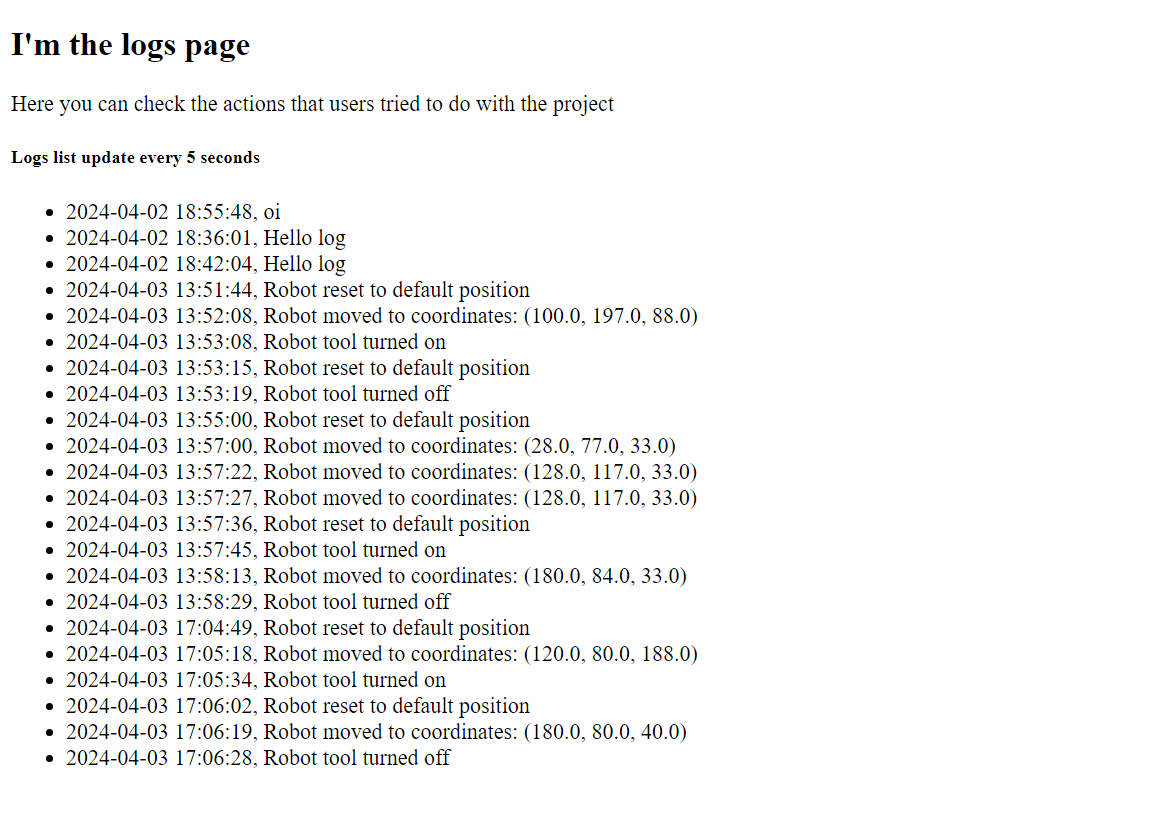 I'm the logs page
Here you can check the actions that users tried to do with the project
Logs list update every 5 seconds
2024-04-02 18:55:48, oi
2024-04-02 18:36:01, Hello log
2024-04-02 18:42:04, Hello log
2024-04-03 13:51:44, Robot reset to default position
2024-04-03 13:52:08, Robot moved to coordinates: (100.0, 197.0, 88.0)
2024-04-03 13:53:08, Robot tool turned on
2024-04-03 13:53:15, Robot reset to default position
2024-04-03 13:53:19, Robot tool turned off
2024-04-03 13:55:00, Robot reset to default position
2024-04-03 13:57:00, Robot moved to coordinates: (28.0, 77.0, 33.0)
2024-04-03 13:57:22, Robot moved to coordinates: (128.0, 117.0, 33.0)
2024-04-03 13:57:27, Robot moved to coordinates: (128.0, 117.0, 33.0)
2024-04-03 13:57:36, Robot reset to default position
2024-04-03 13:57:45, Robot tool turned on
2024-04-03 13:58:13, Robot moved to coordinates: (180.0, 84.0, 33.0)
2024-04-03 13:58:29, Robot tool turned off
2024-04-03 17:04:49, Robot reset to default position
2024-04-03 17:05:18, Robot moved to coordinates: (120.0, 80.0, 188.0)
2024-04-03 17:05:34, Robot tool turned on
2024-04-03 17:06:02, Robot reset to default position
2024-04-03 17:06:19, Robot moved to coordinates: (180.0, 80.0, 40.0)
2024-04-03 17:06:28, Robot tool turned off